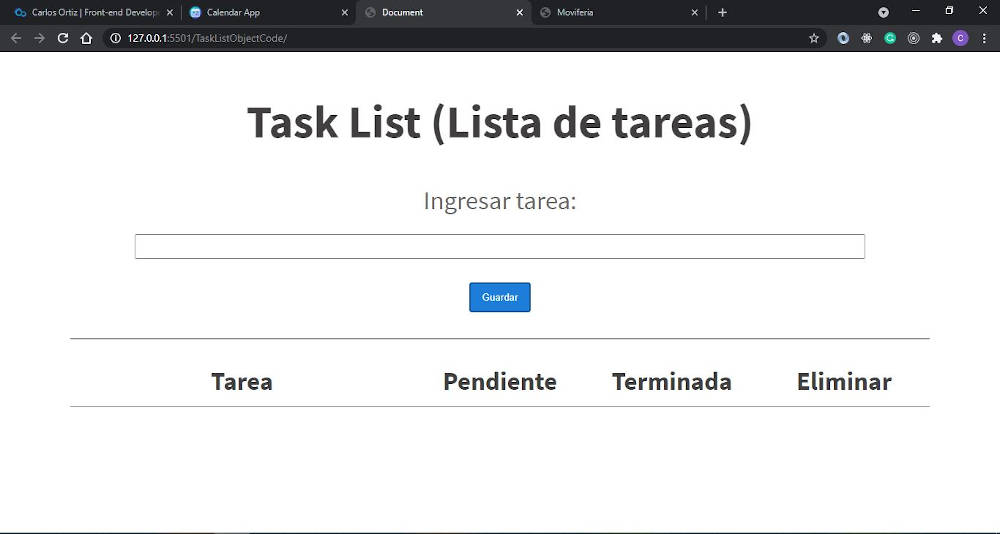 Carlos Ortiz | Front-end Develop
Calendar App
Document
Moviferia
127.0.0.1:5501/TaskListObjectCode/
C
Task List (Lista de tareas)
Ingresar tarea:
Guardar
Tarea Pendiente Terminada Eliminar